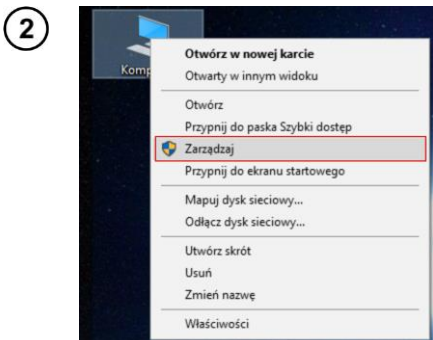 2
Komp
Otwórz w nowej karcie
Otwarty w innym widoku
Otwórz
Przypnij do paska Szybki dostęp
Zarządzaj
Przypnij do ekranu startowego
Mapuj dysk sieciowy...
Odłącz dysk sieciowy...
Utwórz skrót
Usuń
Zmień nazwę
Właściwości